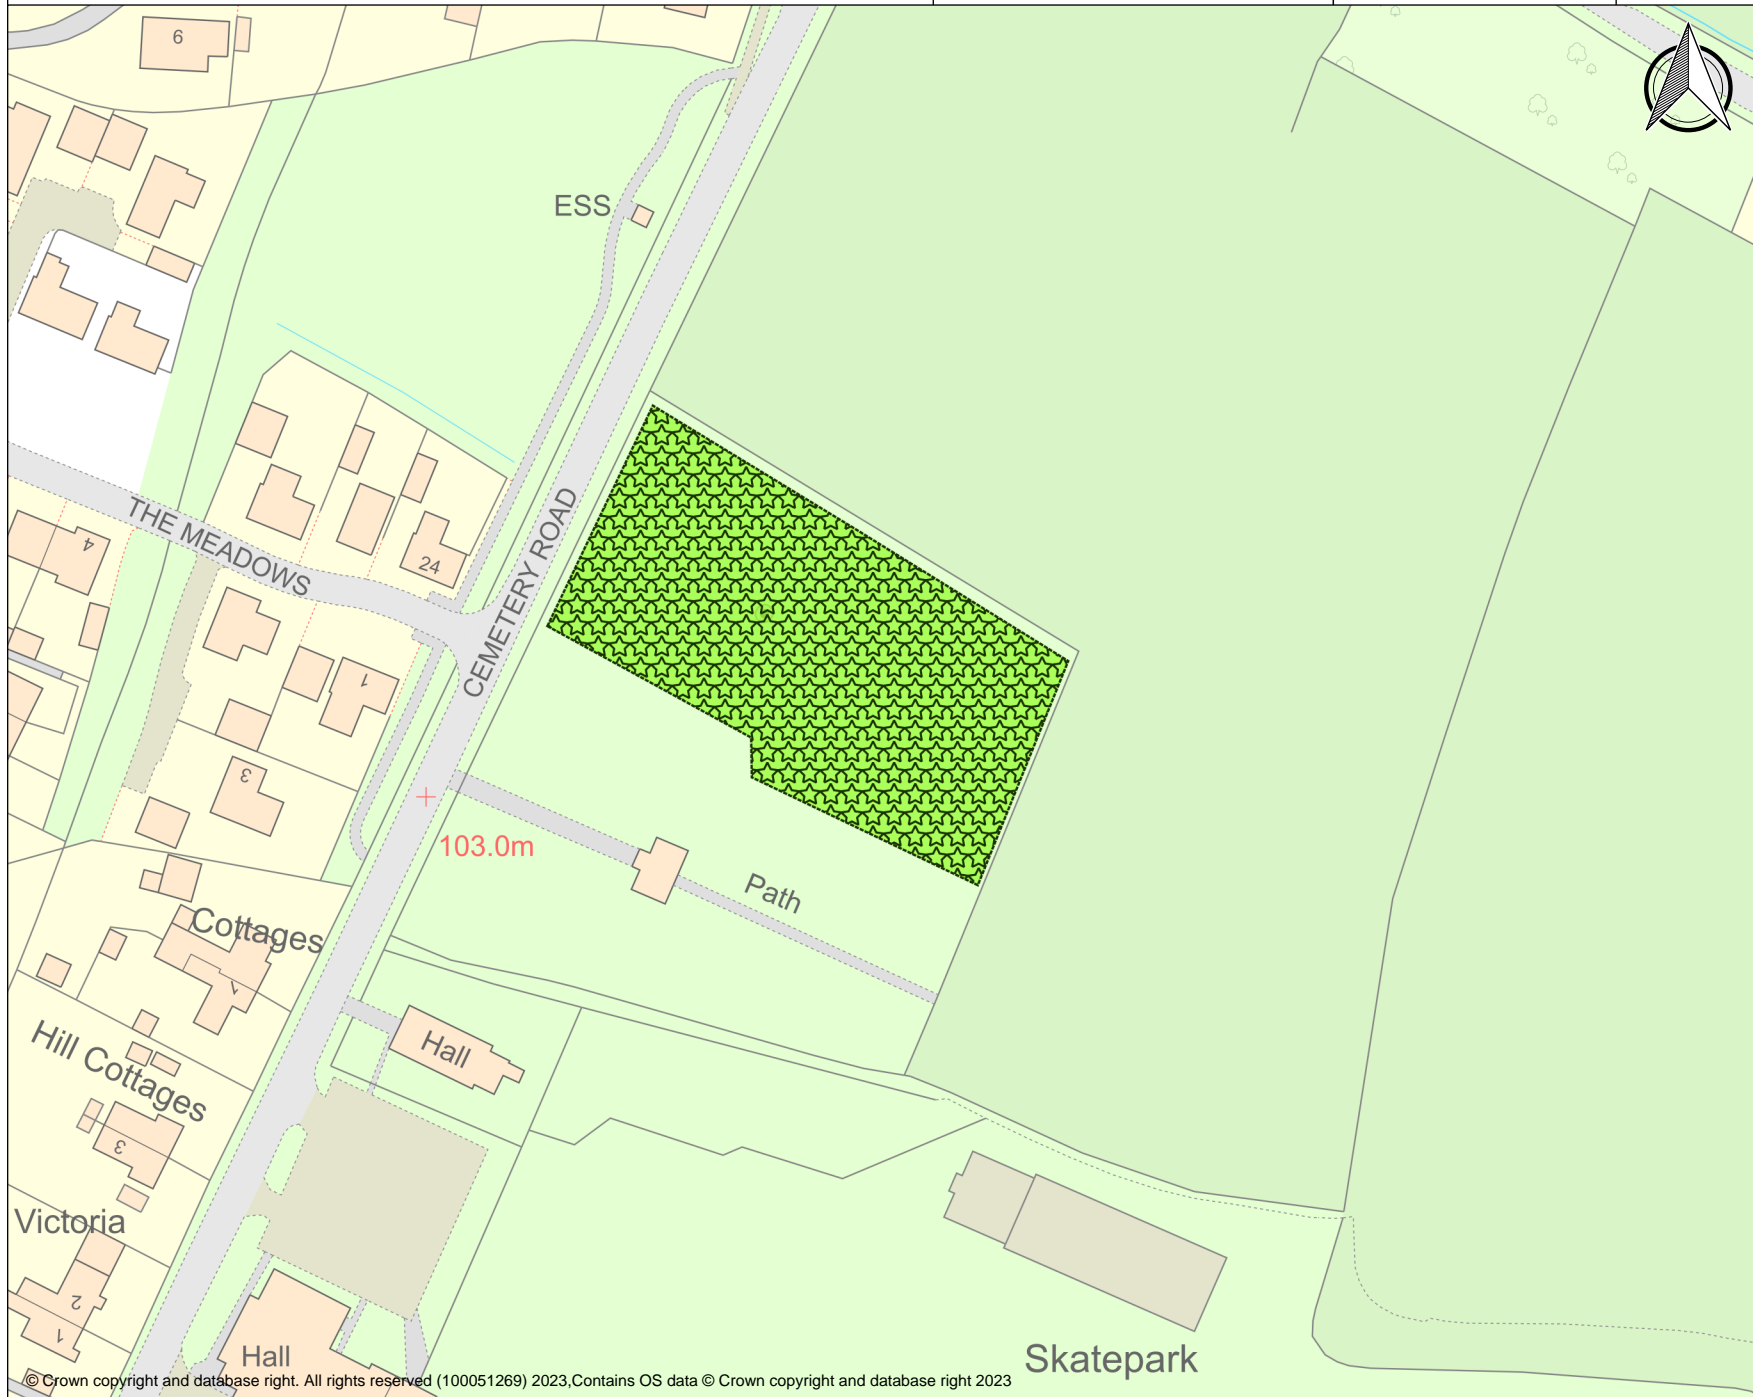 6
ESS
THE MEADOWS
4
24
CEMETERY ROAD
1
3
103.0m
Path
Cottages
1
Hall
Hill Cottages
3
Victoria
2
1
Hall
Skatepark
© Crown copyright and database right. All rights reserved (100051269) 2023,Contains OS data © Crown copyright and database right 2023